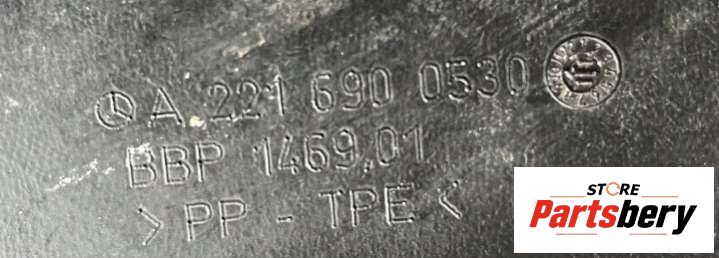 A 221 690 0530
BBP 1469.01
> PP - TPE <
STORE
Partsbery